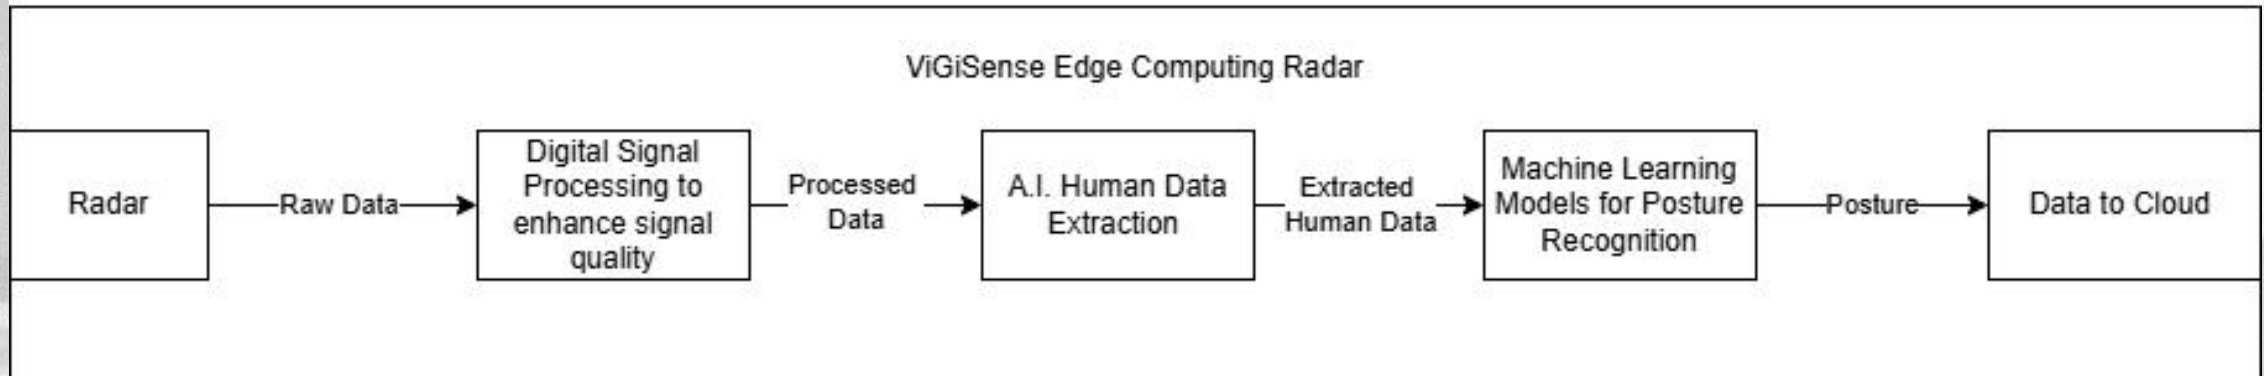 ViGiSense Edge Computing Radar
Radar
Raw Data
Digital Signal
Processing to
enhance signal
quality
Processed
Data
A.I. Human Data
Extraction
Extracted
Human Data
Machine Learning
Models for Posture
Recognition
Posture
Data to Cloud